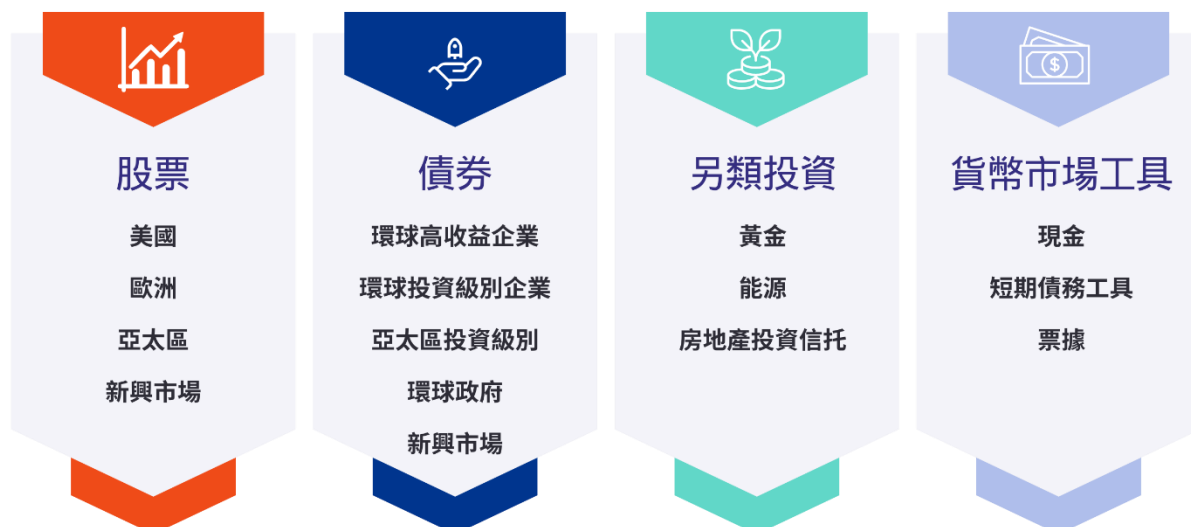 股票
美國
歐洲
亞太區
新興市場
債券
環球高收益企業
環球投資級別企業
亞太區投資級別
環球政府
新興市場
另類投資
黃金
能源
房地產投資信托
貨幣市場工具
現金
短期債務工具
票據
$